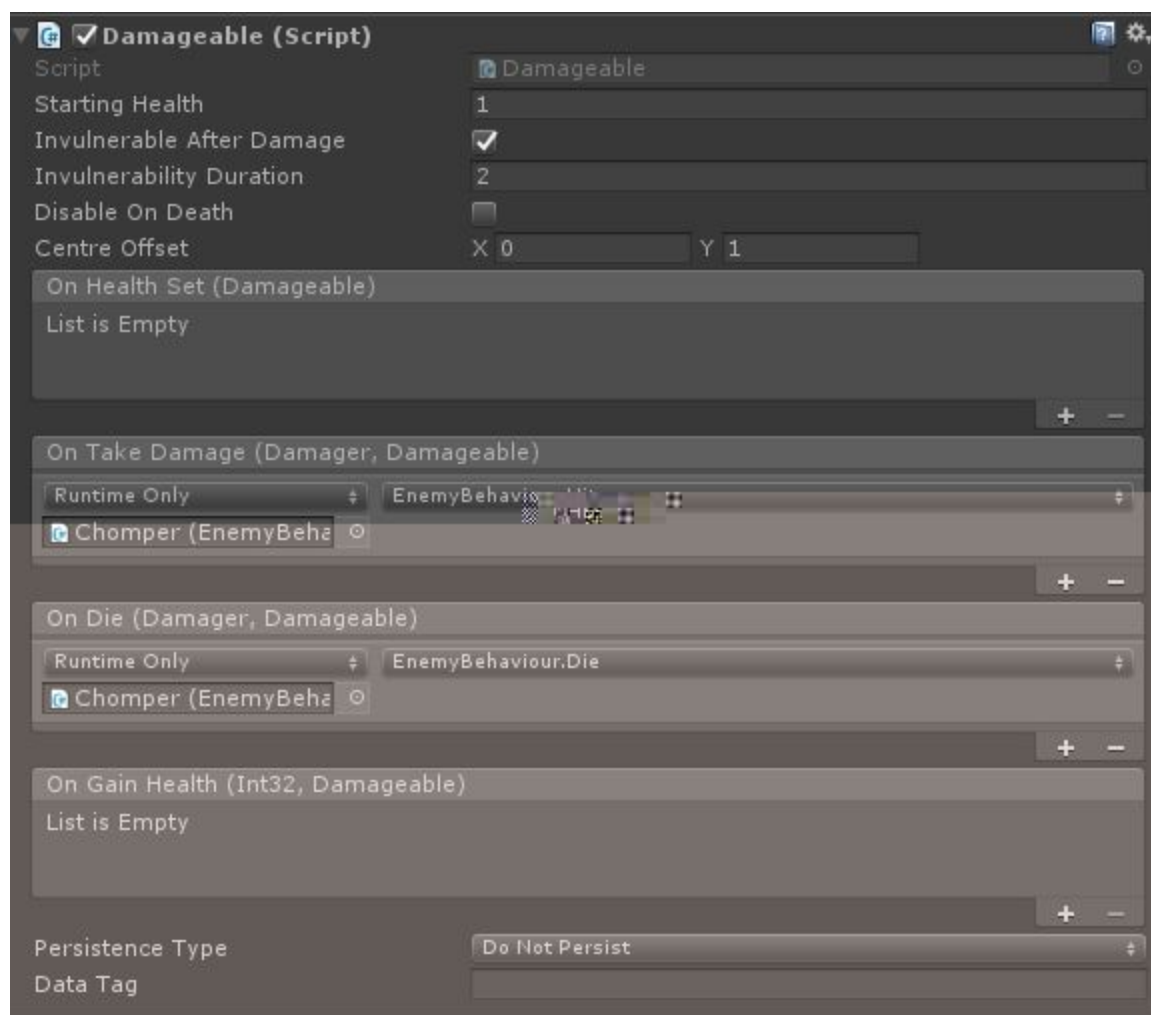 Damageable (Script)
Script Damageable
Starting Health 1
Invulnerable After Damage
Invulnerability Duration 2
Disable On Death
Centre Offset X 0 Y 1
On Health Set (Damageable)
List is Empty
+ −
On Take Damage (Damager, Damageable)
Runtime Only
Chomper (EnemyBeha
+ −
On Die (Damager, Damageable)
Runtime Only EnemyBehaviour.Die
Chomper (EnemyBeha
+ −
On Gain Health (Int32, Damageable)
List is Empty
+ −
Persistence Type Do Not Persist
Data Tag